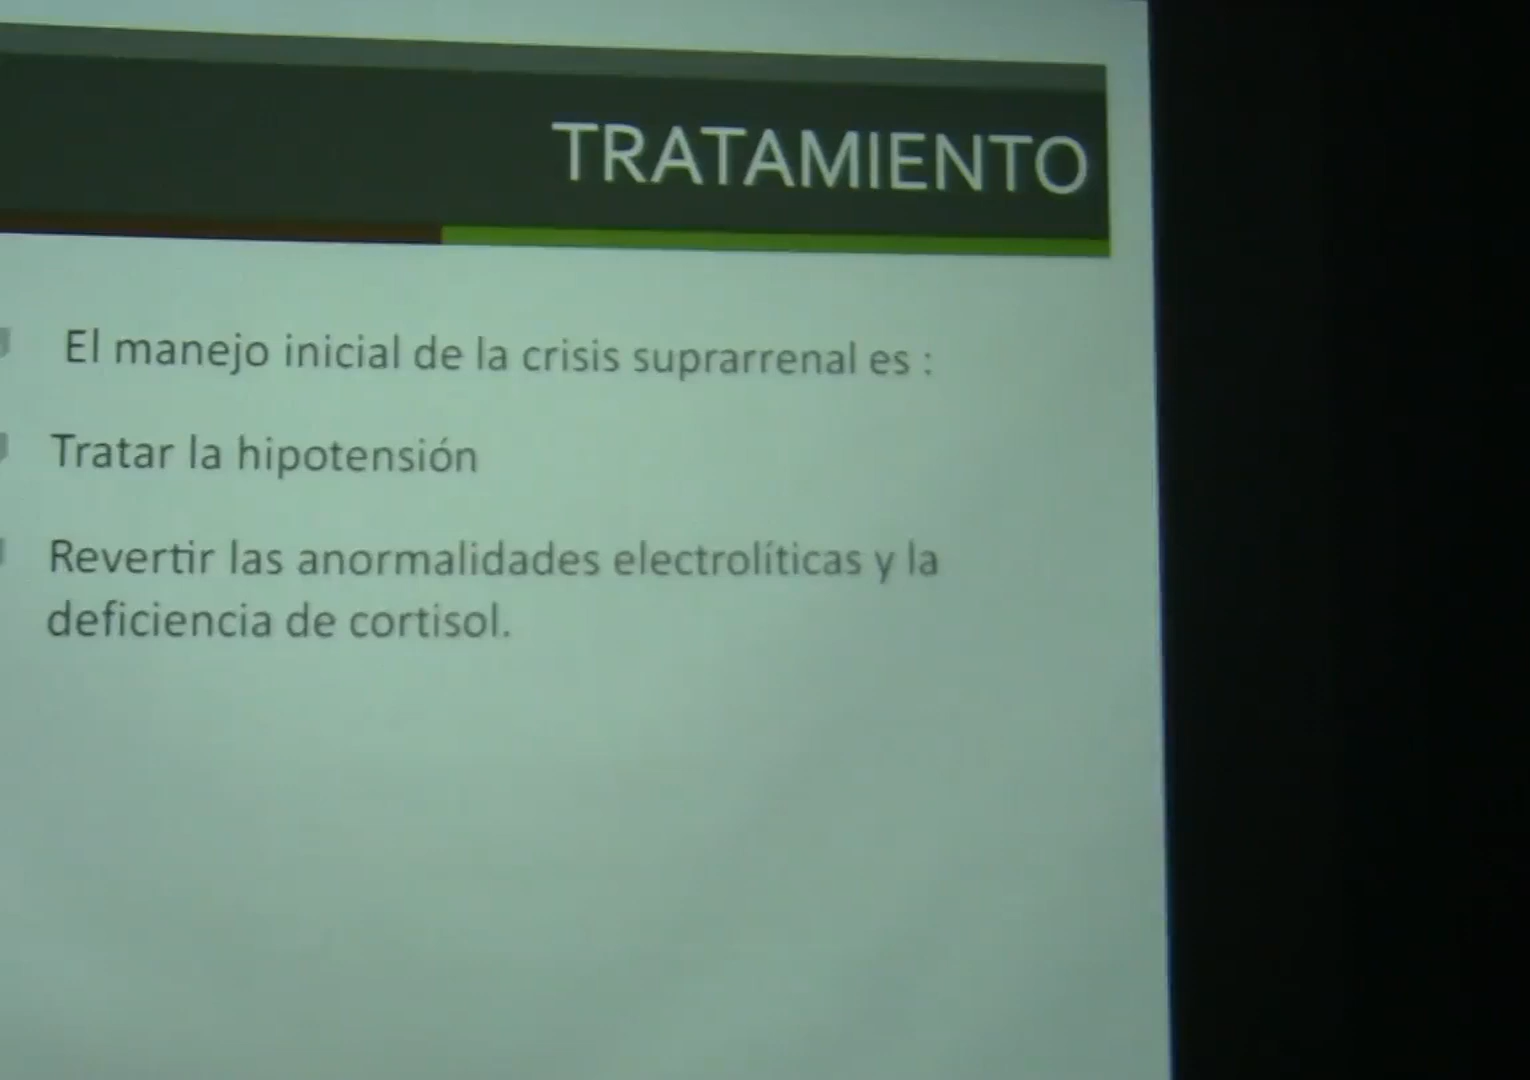 TRATAMIENTO
El manejo inicial de la crisis suprarrenal es :
Tratar la hipotensión
Revertir las anormalidades electrolíticas y la
deficiencia de cortisol.